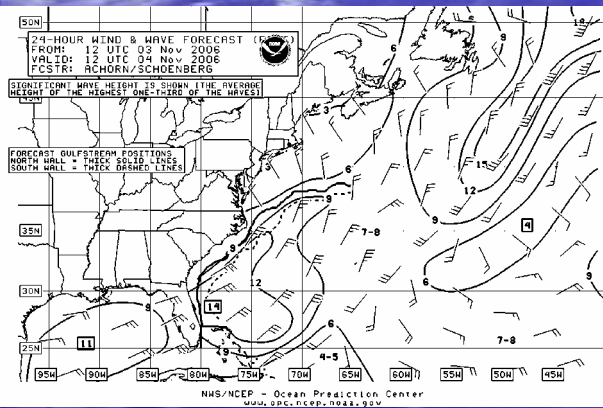 50N
24-HOUR WIND & WAVE FORECAST
FROM: 12 UTC 03 Nov 2006
VALID: 12 UTC 04 Nov 2006
FCSTR: ACHORN/SCHOENBERG
SIGNIFICANT WAVE HEIGHT IS SHOWN (THE AVERAGE
HEIGHT OF THE HIGHEST ONE-THIRD OF THE WAVES)
FORECAST GULFSTREAM POSITIONS
NORTH WALL = THICK SOLID LINES
SOUTH WALL = THICK DASHED LINES
6
9
3
3
15
12
6
9
9
35N
7-8
4
9
12
30N
6
9
9
14
11
6
7-8
25N
9
4-5
95W 90W 85W 80W 75W 70W 65W 60W 55W 50W 45W
NWS/NCEP - Ocean Prediction Center
www.opc.ncep.noaa.gov